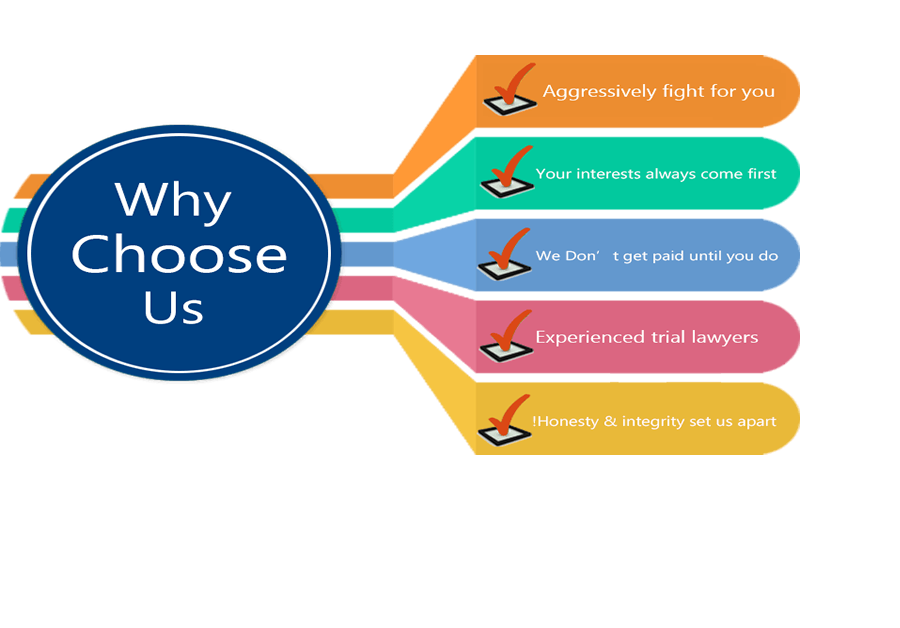 Why
Choose
Us
Aggressively fight for you
Your interests always come first
We Don’ t get paid until you do
Experienced trial lawyers
!Honesty & integrity set us apart